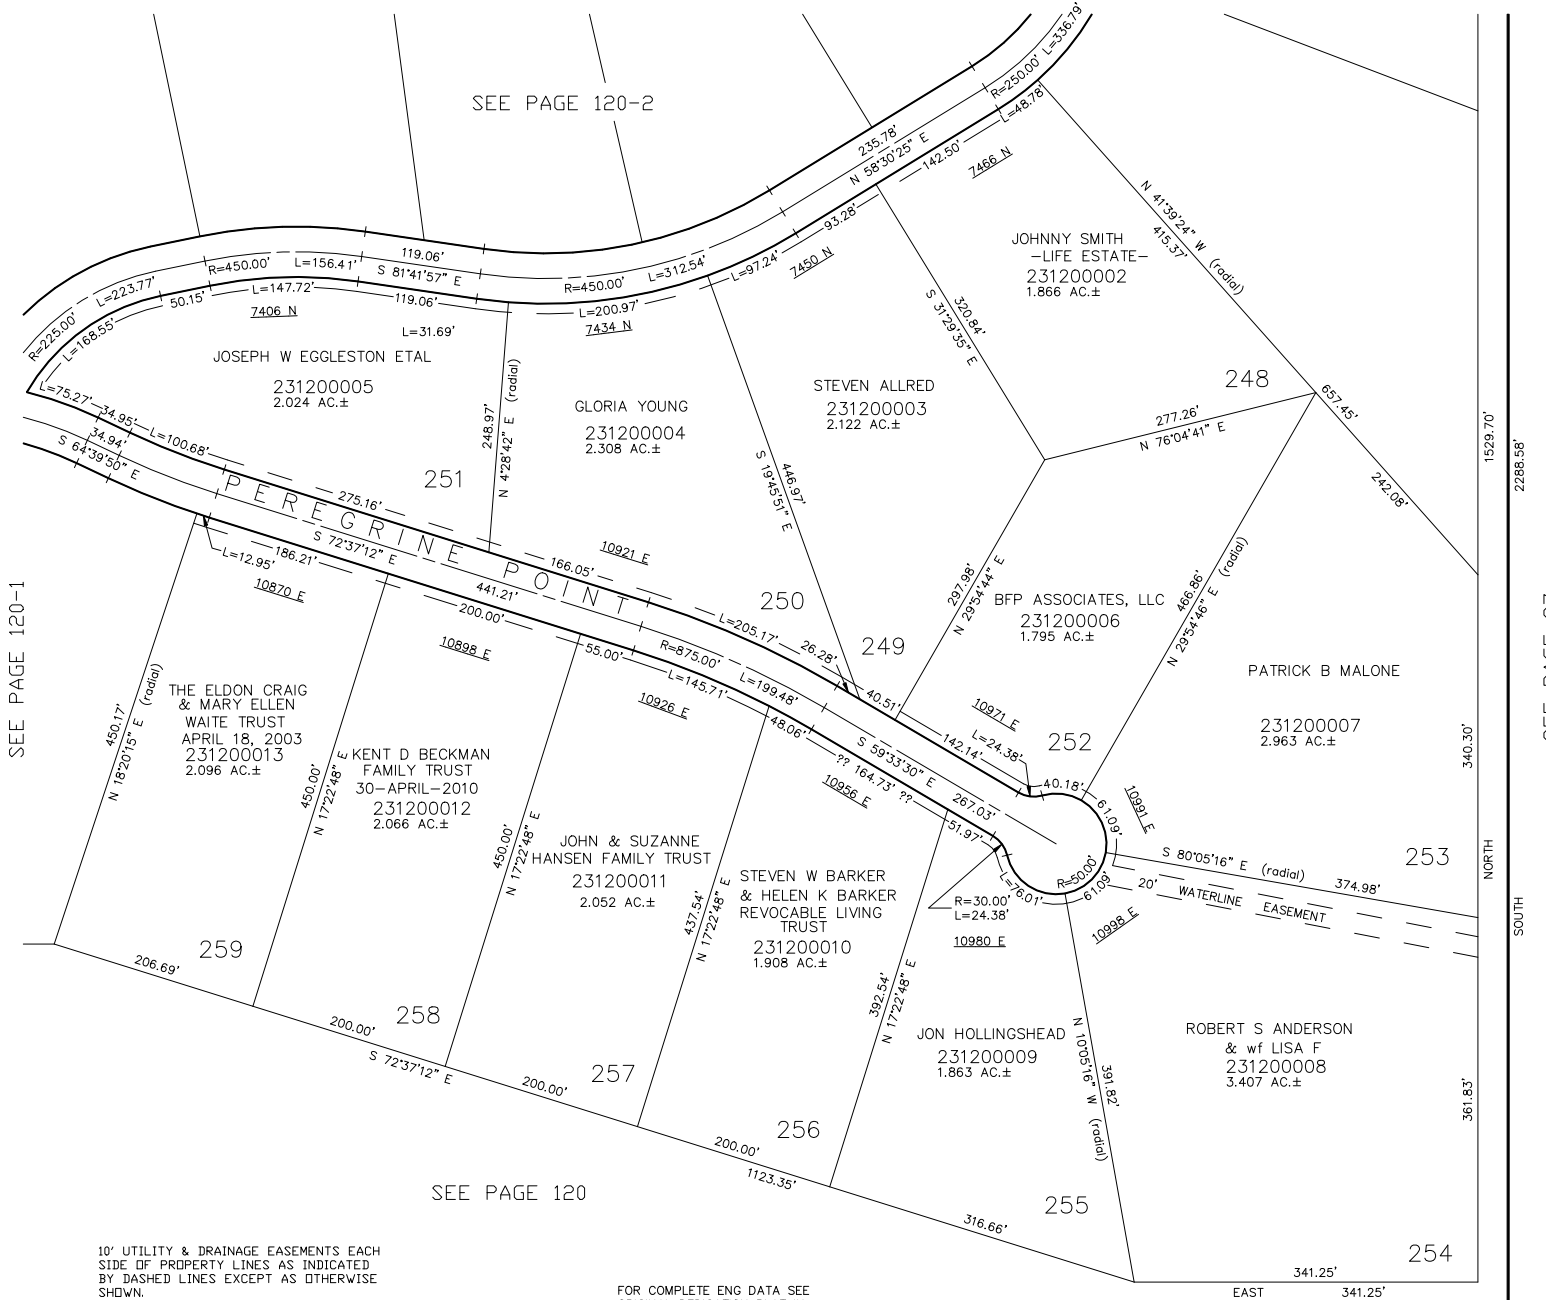 SEE PAGE 120-2
L=336.79'
R=250.00'
L=48.78'
235.78'
N 58°30'25" E
142.50'
7466 N
93.28'
7450 N
N 41°39'24" W (radial)
415.37'
JOHNNY SMITH
-LIFE ESTATE-
231200002
1.866 AC.±
119.06'
S 81°41'57" E
119.06'
R=450.00'
L=156.41'
L=223.77'
R=225.00'
L=168.55'
50.15'
L=147.72'
7406 N
L=31.69'
R=450.00'
L=312.54'
L=200.97'
L=97.24'
7434 N
320.84'
S 31°29'35" E
JOSEPH W EGGLESTON ETAL
231200005
2.024 AC.±
251
248.97'
N 4°28'42" E (radial)
GLORIA YOUNG
231200004
2.308 AC.±
250
STEVEN ALLRED
231200003
2.122 AC.±
249
446.97'
S 19°45'51" E
248
277.26'
N 76°04'41" E
657.45'
242.08'
1529.70'
2288.58'
L=75.27'
34.95'
L=100.68'
34.94'
S 64°39'50" E
275.16'
PEREGRINE POINT
S 72°37'12" E
441.21'
166.05'
10921 E
L=12.95'
186.21'
10870 E
200.00'
10898 E
55.00'
R=875.00'
L=205.17'
26.28'
L=199.48'
L=145.71'
10926 E
48.06'
40.51'
297.98'
N 29°54'44" E
BFP ASSOCIATES, LLC
231200006
1.795 AC.±
252
466.86'
N 29°54'46" E (radial)
PATRICK B MALONE
231200007
2.963 AC.±
253
340.30'
10971 E
142.14'
L=24.38'
40.18'
S 59°33'30" E
267.03'
?? 164.73' ??
10956 E
51.97'
61.09'
10991 E
R=50.00'
61.09'
L=76.01'
R=30.00'
L=24.38'
10980 E
10998 E
S 80°05'16" E (radial)
374.98'
20' WATERLINE EASEMENT
NORTH
SOUTH
SEE PAGE 120-1
450.17'
N 18°20'15" E (radial)
THE ELDON CRAIG
& MARY ELLEN
WAITE TRUST
APRIL 18, 2003
231200013
2.096 AC.±
259
450.00'
N 17°22'48" E
KENT D BECKMAN
FAMILY TRUST
30-APRIL-2010
231200012
2.066 AC.±
258
450.00'
N 17°22'48" E
JOHN & SUZANNE
HANSEN FAMILY TRUST
231200011
2.052 AC.±
257
437.54'
N 17°22'48" E
STEVEN W BARKER
& HELEN K BARKER
REVOCABLE LIVING
TRUST
231200010
1.908 AC.±
256
392.54'
N 17°22'48" E
JON HOLLINGSHEAD
231200009
1.863 AC.±
255
N 10°05'16" W (radial)
391.82'
ROBERT S ANDERSON
& wf LISA F
231200008
3.407 AC.±
254
361.83'
206.69'
200.00'
S 72°37'12" E
200.00'
200.00'
1123.35'
316.66'
341.25'
EAST 341.25'
SEE PAGE 120
10' UTILITY & DRAINAGE EASEMENTS EACH
SIDE OF PROPERTY LINES AS INDICATED
BY DASHED LINES EXCEPT AS OTHERWISE
SHOWN.
FOR COMPLETE ENG DATA SEE